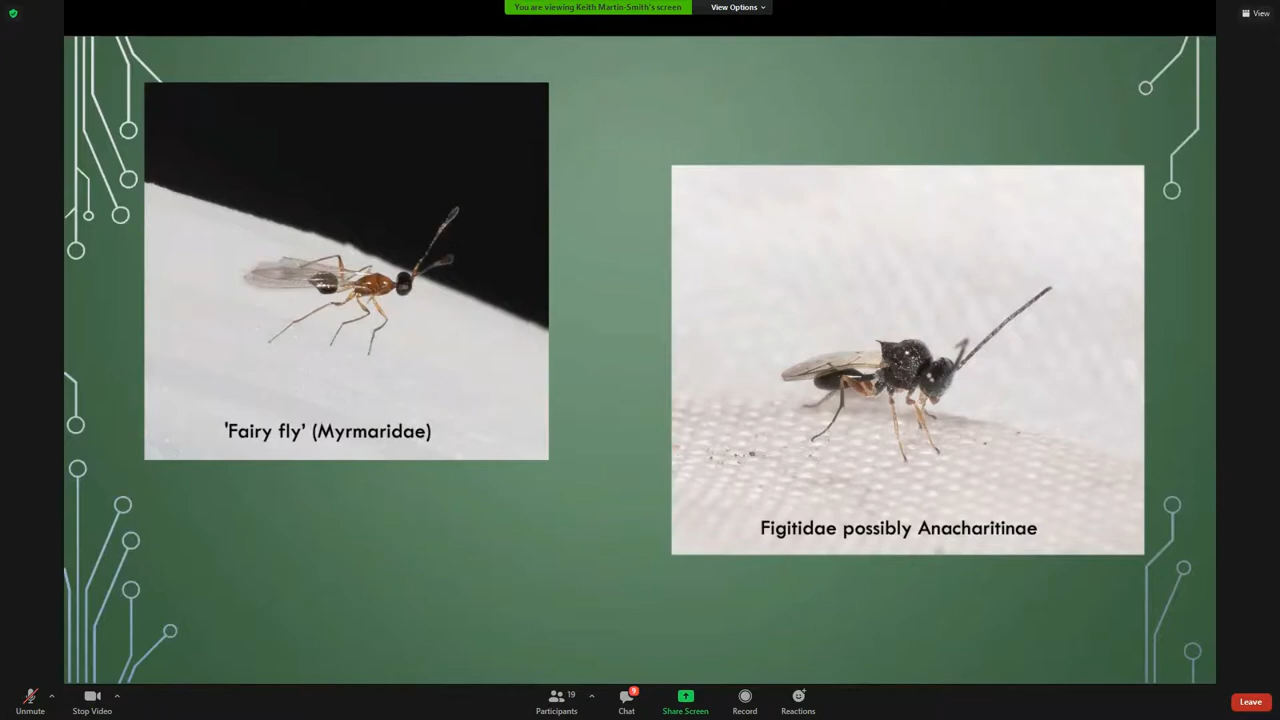 You are viewing Keith Martin-Smith's screen
View Options
View
'Fairy fly' (Myrmaridae)
Figitidae possibly Anacharitinae
Unmute
Stop Video
19
Participants
9
Chat
Share Screen
Record
Reactions
Leave